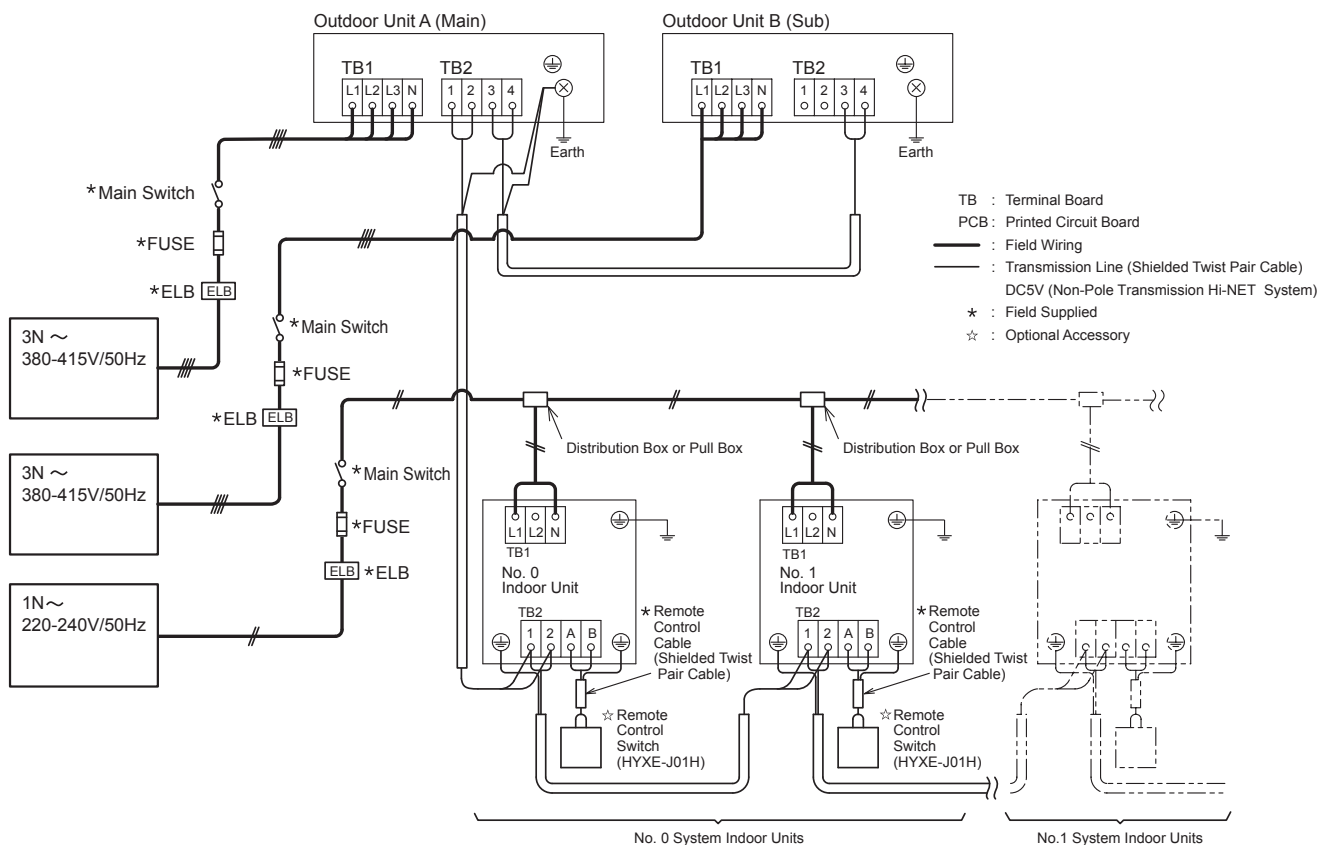 Outdoor Unit A (Main)
TB1
TB2
L1 L2 L3 N
1 2 3 4
Earth
Outdoor Unit B (Sub)
TB1
TB2
L1 L2 L3 N
1 2 3 4
Earth
*Main Switch
*FUSE
*ELB ELB
3N ~
380-415V/50Hz
*Main Switch
*FUSE
*ELB ELB
3N ~
380-415V/50Hz
*Main Switch
*FUSE
ELB *ELB
1N~
220-240V/50Hz
TB : Terminal Board
PCB : Printed Circuit Board
: Field Wiring
: Transmission Line (Shielded Twist Pair Cable)
DC5V (Non-Pole Transmission Hi-NET System)
* : Field Supplied
☆ : Optional Accessory
Distribution Box or Pull Box
Distribution Box or Pull Box
L1 L2 N
TB1
No. 0
Indoor Unit
TB2
1 2 A B
*Remote
Control
Cable
(Shielded Twist
Pair Cable)
☆Remote
Control
Switch
(HYXE-J01H)
L1 L2 N
TB1
No. 1
Indoor Unit
TB2
1 2 A B
*Remote
Control
Cable
(Shielded Twist
Pair Cable)
☆Remote
Control
Switch
(HYXE-J01H)
No. 0 System Indoor Units
No.1 System Indoor Units